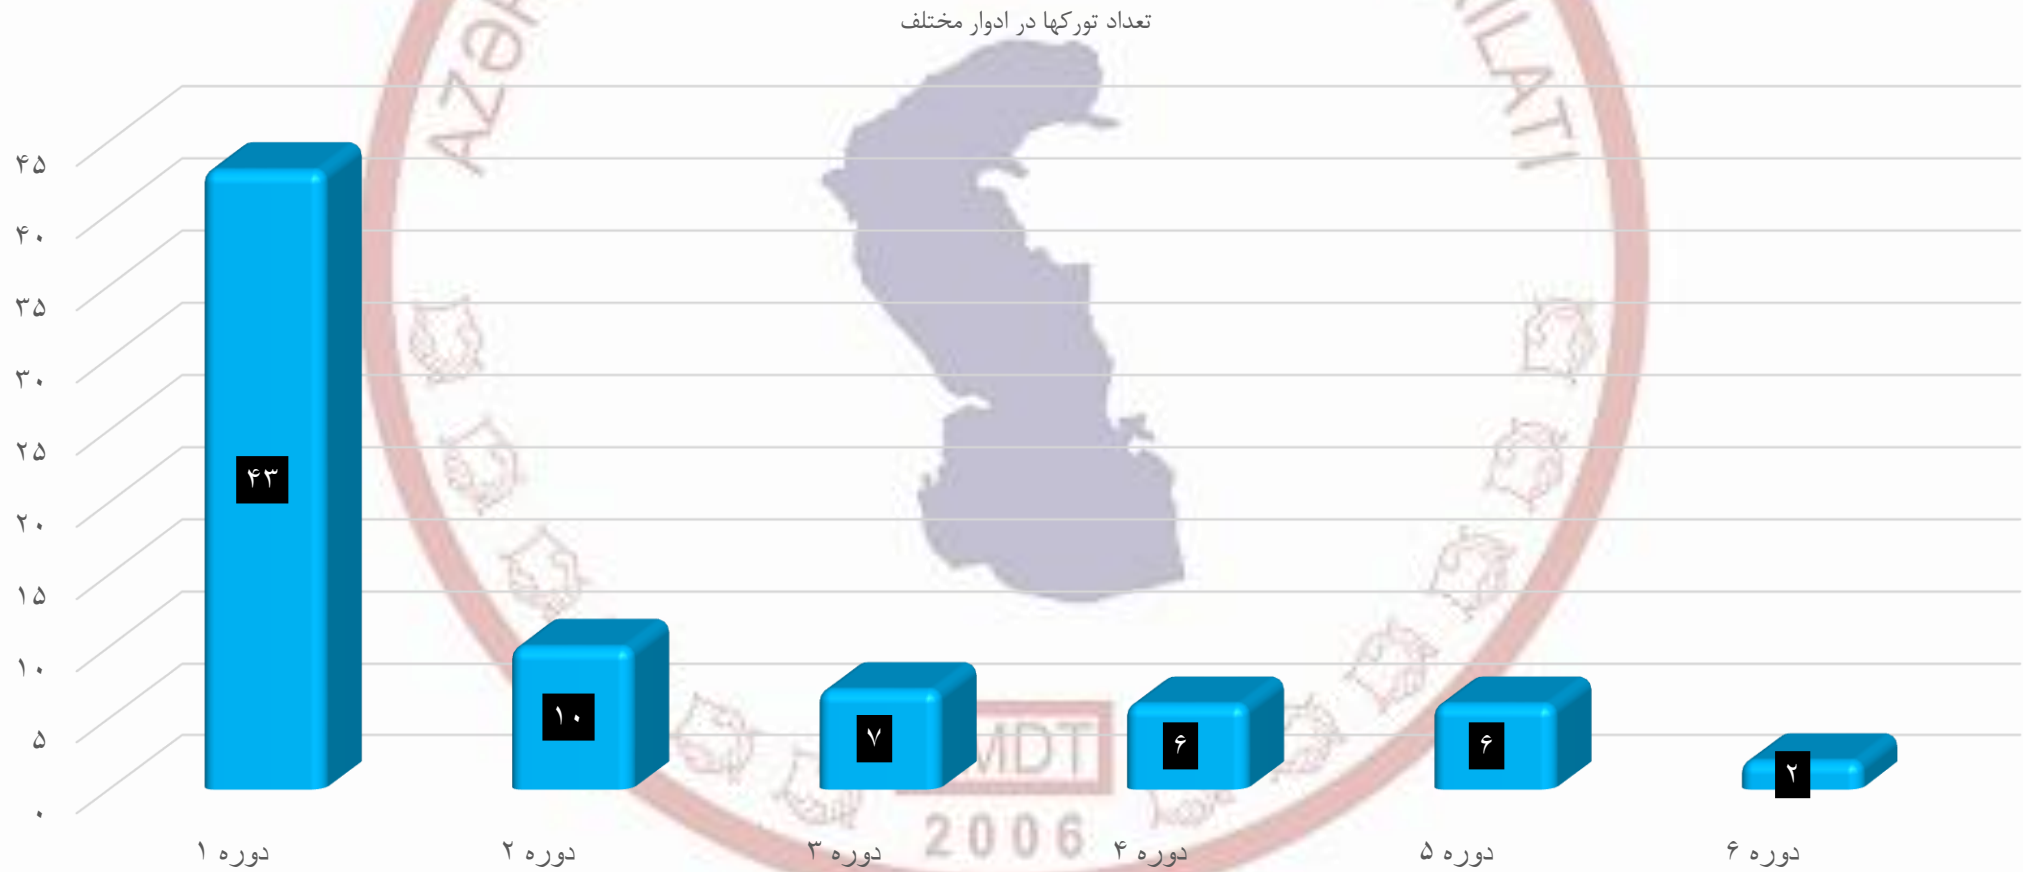 تعداد تورکها در ادوار مختلف
۴۵
۴۰
۳۵
۳۰
۲۵
۲۰
۱۵
۱۰
۵
۰
۴۳
۱۰
۷
۶
۶
۲
دوره ۱
دوره ۲
دوره ۳
دوره ۴
دوره ۵
دوره ۶
MDT
2006